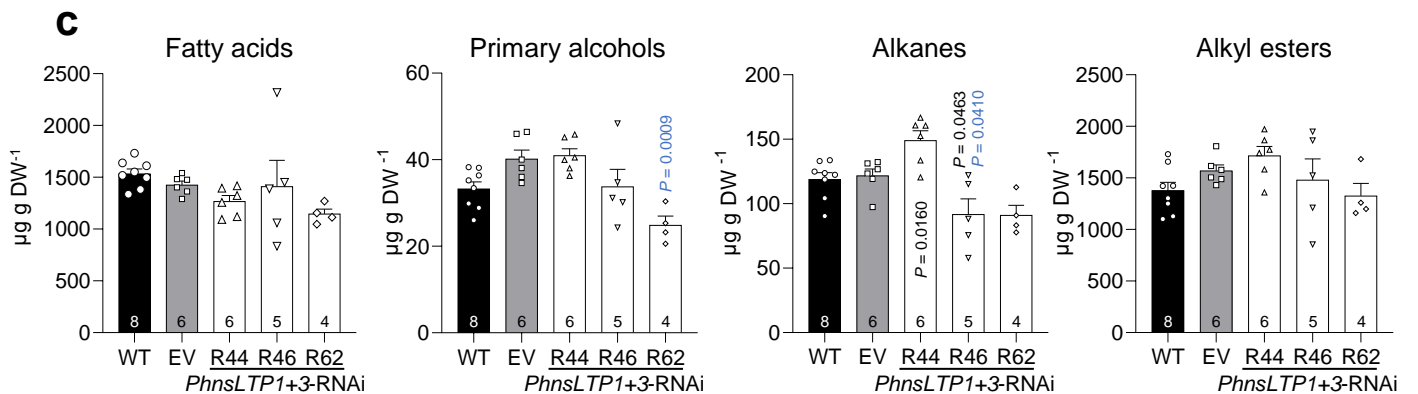 c
Fatty acids
µg g DW-1
2500
2000
1500
1000
500
0
8
6
6
5
4
WT
EV
R44
R46
R62
PhnsLTP1+3-RNAi
Primary alcohols
µg g DW -1
60
40
20
0
P = 0.0009
8
6
6
5
4
WT
EV
R44
R46
R62
PhnsLTP1+3-RNAi
Alkanes
µg g DW -1
200
150
100
50
0
P = 0.0160
P = 0.0463
P = 0.0410
8
6
6
5
4
WT
EV
R44
R46
R62
PhnsLTP1+3-RNAi
Alkyl esters
µg g DW-1
2500
2000
1500
1000
500
0
8
6
6
5
4
WT
EV
R44
R46
R62
PhnsLTP1+3-RNAi